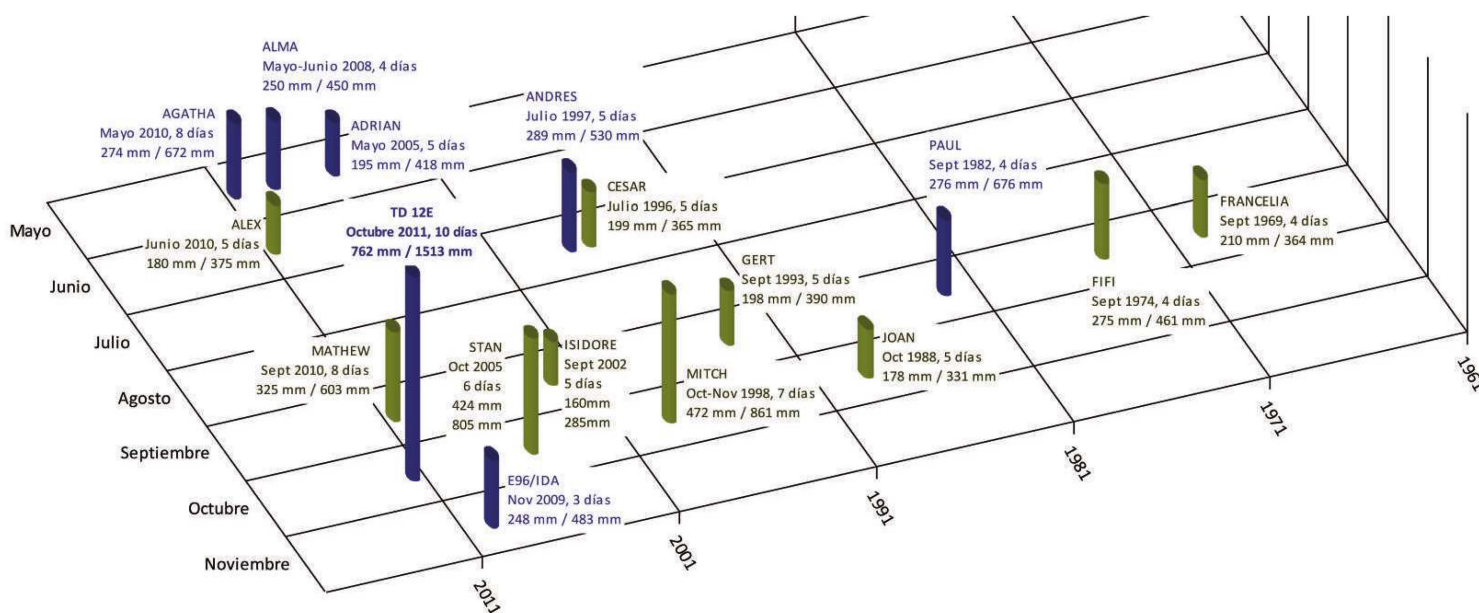 ALMA
Mayo-Junio 2008, 4 días
250 mm / 450 mm
AGATHA
Mayo 2010, 8 días
274 mm / 672 mm
ADRIAN
Mayo 2005, 5 días
195 mm / 418 mm
ANDRES
Julio 1997, 5 días
289 mm / 530 mm
PAUL
Sept 1982, 4 días
276 mm / 676 mm
CESAR
Julio 1996, 5 días
199 mm / 365 mm
FRANCELIA
Sept 1969, 4 días
210 mm / 364 mm
ALEX
Junio 2010, 5 días
180 mm / 375 mm
TD 12E
Octubre 2011, 10 días
762 mm / 1513 mm
GERT
Sept 1993, 5 días
198 mm / 390 mm
FIFI
Sept 1974, 4 días
275 mm / 461 mm
MATHEW
Sept 2010, 8 días
325 mm / 603 mm
STAN
Oct 2005
6 días
424 mm
805 mm
ISIDORE
Sept 2002
5 días
160mm
285mm
MITCH
Oct-Nov 1998, 7 días
472 mm / 861 mm
JOAN
Oct 1988, 5 días
178 mm / 331 mm
E96/IDA
Nov 2009, 3 días
248 mm / 483 mm
Mayo
Junio
Julio
Agosto
Septiembre
Octubre
Noviembre
2011
2001
1991
1981
1971
1961